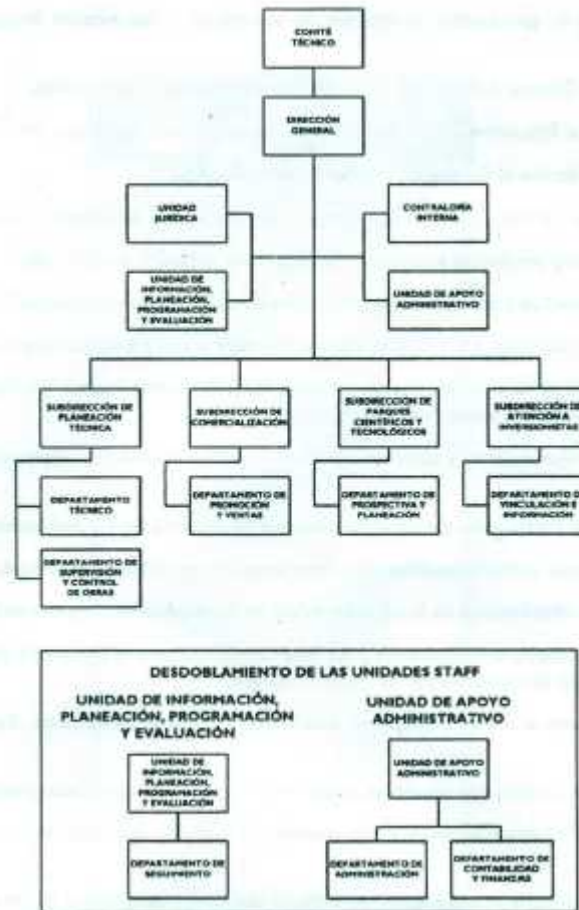 COMITÉ
TÉCNICO
DIRECCIÓN
GENERAL
UNIDAD
JURÍDICA
CONTRALORÍA
INTERNA
UNIDAD DE
INFORMACIÓN,
PLANEACIÓN,
PROGRAMACIÓN
Y EVALUACIÓN
UNIDAD DE APOYO
ADMINISTRATIVO
SUBDIRECCIÓN DE
PLANEACIÓN
TÉCNICA
SUBDIRECCIÓN DE
COMERCIALIZACIÓN
SUBDIRECCIÓN DE
PARQUES
CIENTÍFICOS Y
TECNOLÓGICOS
SUBDIRECCIÓN DE
ATENCIÓN A
INVERSIONISTAS
DEPARTAMENTO
TÉCNICO
DEPARTAMENTO DE
PROMOCIÓN
Y VENTAS
DEPARTAMENTO DE
PROSPECTIVA Y
PLANEACIÓN
DEPARTAMENTO DE
VINCULACIÓN E
INFORMACIÓN
DEPARTAMENTO DE
SUPERVISIÓN
Y CONTROL
DE OBRAS
DESDOBLAMIENTO DE LAS UNIDADES STAFF
UNIDAD DE INFORMACIÓN,
PLANEACIÓN, PROGRAMACIÓN
Y EVALUACIÓN
UNIDAD DE APOYO
ADMINISTRATIVO
UNIDAD DE
INFORMACIÓN,
PLANEACIÓN,
PROGRAMACIÓN
Y EVALUACIÓN
UNIDAD DE APOYO
ADMINISTRATIVO
DEPARTAMENTO DE
SEGUIMIENTO
DEPARTAMENTO DE
ADMINISTRACIÓN
DEPARTAMENTO DE
CONTABILIDAD
Y FINANZAS